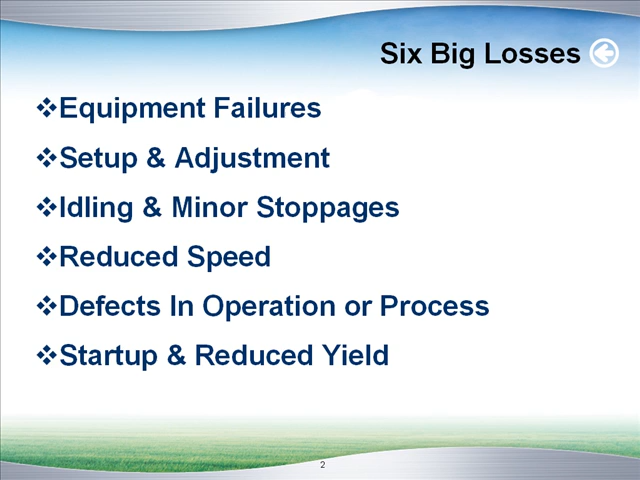 Six Big Losses
❖Equipment Failures
❖Setup & Adjustment
❖Idling & Minor Stoppages
❖Reduced Speed
❖Defects In Operation or Process
❖Startup & Reduced Yield
2